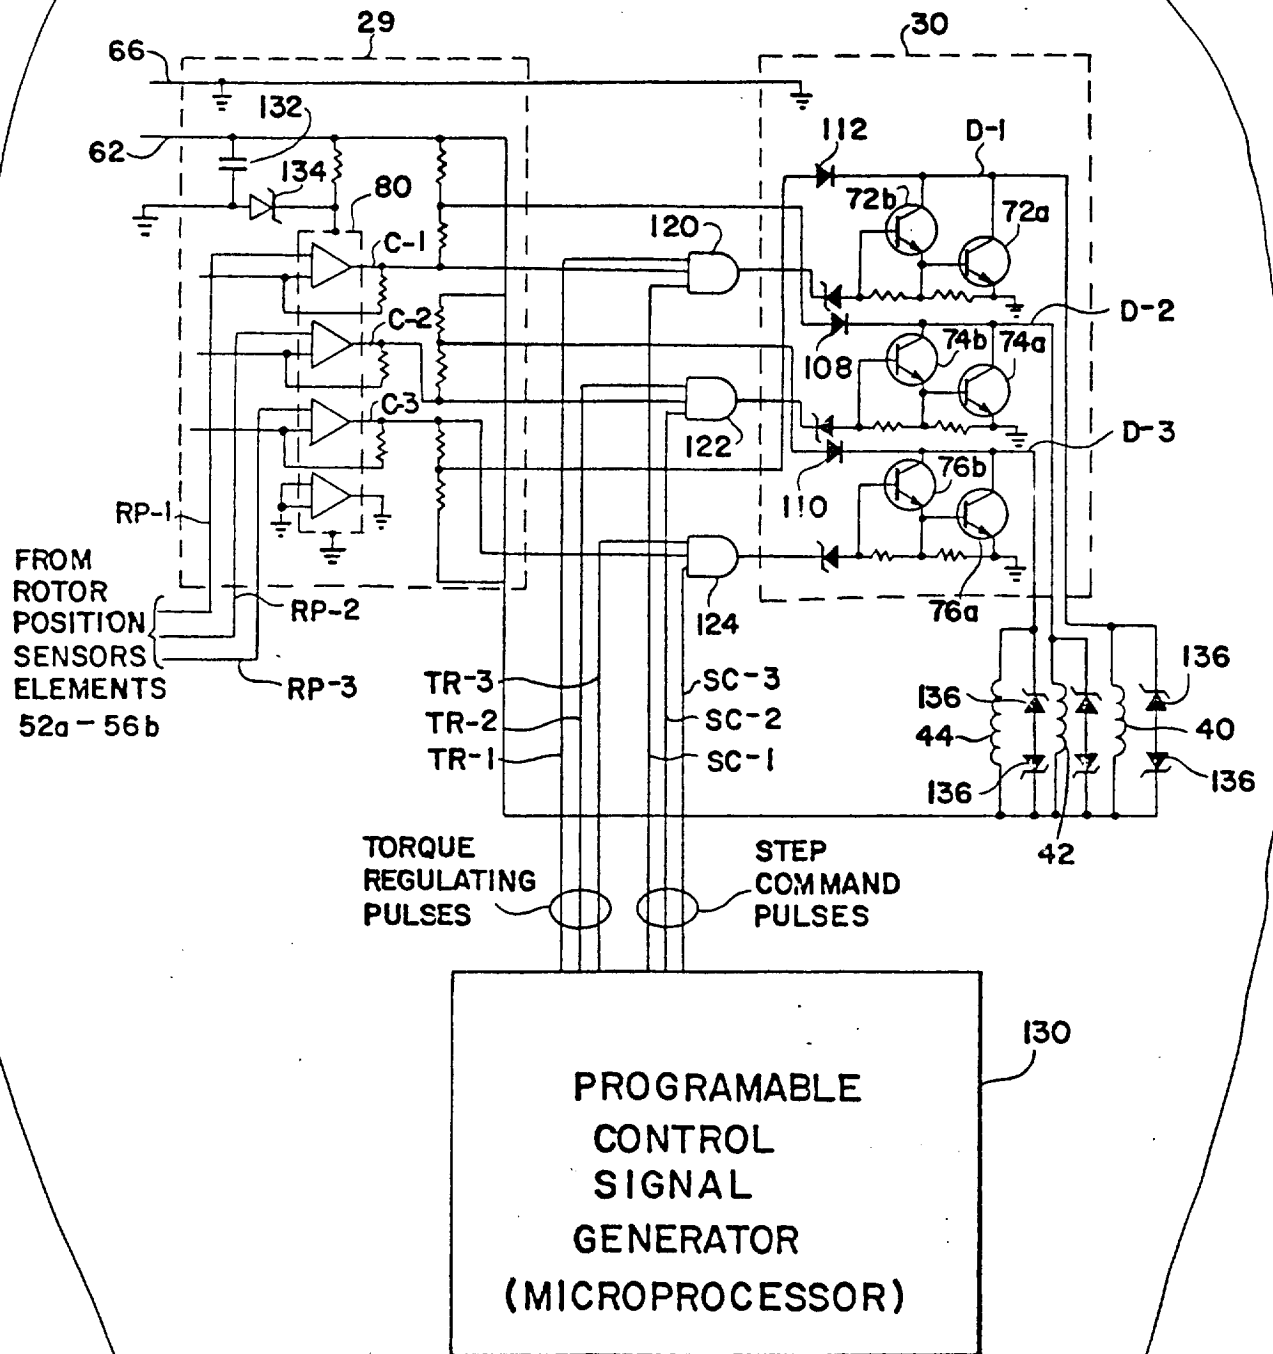 29
30
66
132
112
D-1
62
134
80
72b
72a
120
C-1
D-2
C-2
108
74b
74a
C-3
122
D-3
110
76b
RP-1
FROM
ROTOR
POSITION
SENSORS
ELEMENTS
52a-56b
RP-2
RP-3
124
76a
TR-3
TR-2
TR-1
SC-3
SC-2
SC-1
136
136
44
40
136
136
42
TORQUE
REGULATING
PULSES
STEP
COMMAND
PULSES
130
PROGRAMABLE
CONTROL
SIGNAL
GENERATOR
(MICROPROCESSOR)